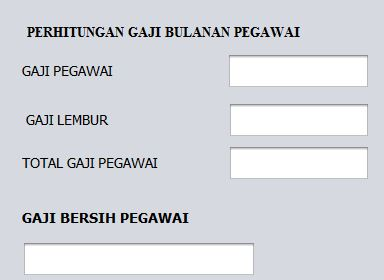 PERHITUNGAN GAJI BULANAN PEGAWAI
GAJI PEGAWAI
GAJI LEMBUR
TOTAL GAJI PEGAWAI
GAJI BERSIH PEGAWAI